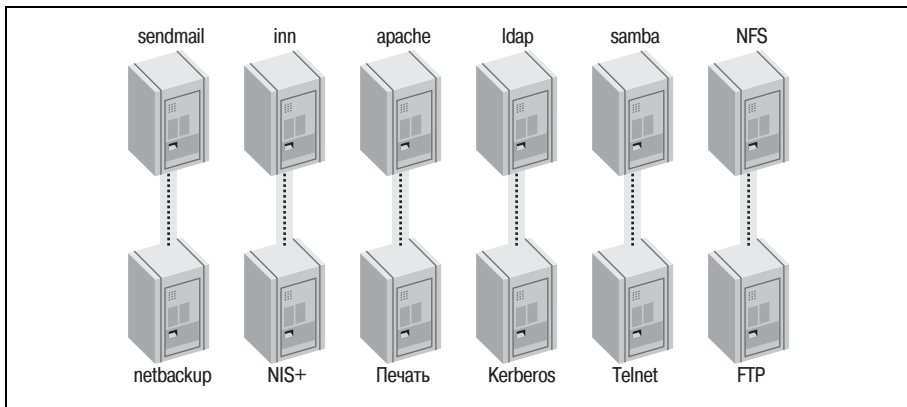 sendmail inn apache ldap samba NFS
netbackup NIS+ Печать Kerberos Telnet FTP